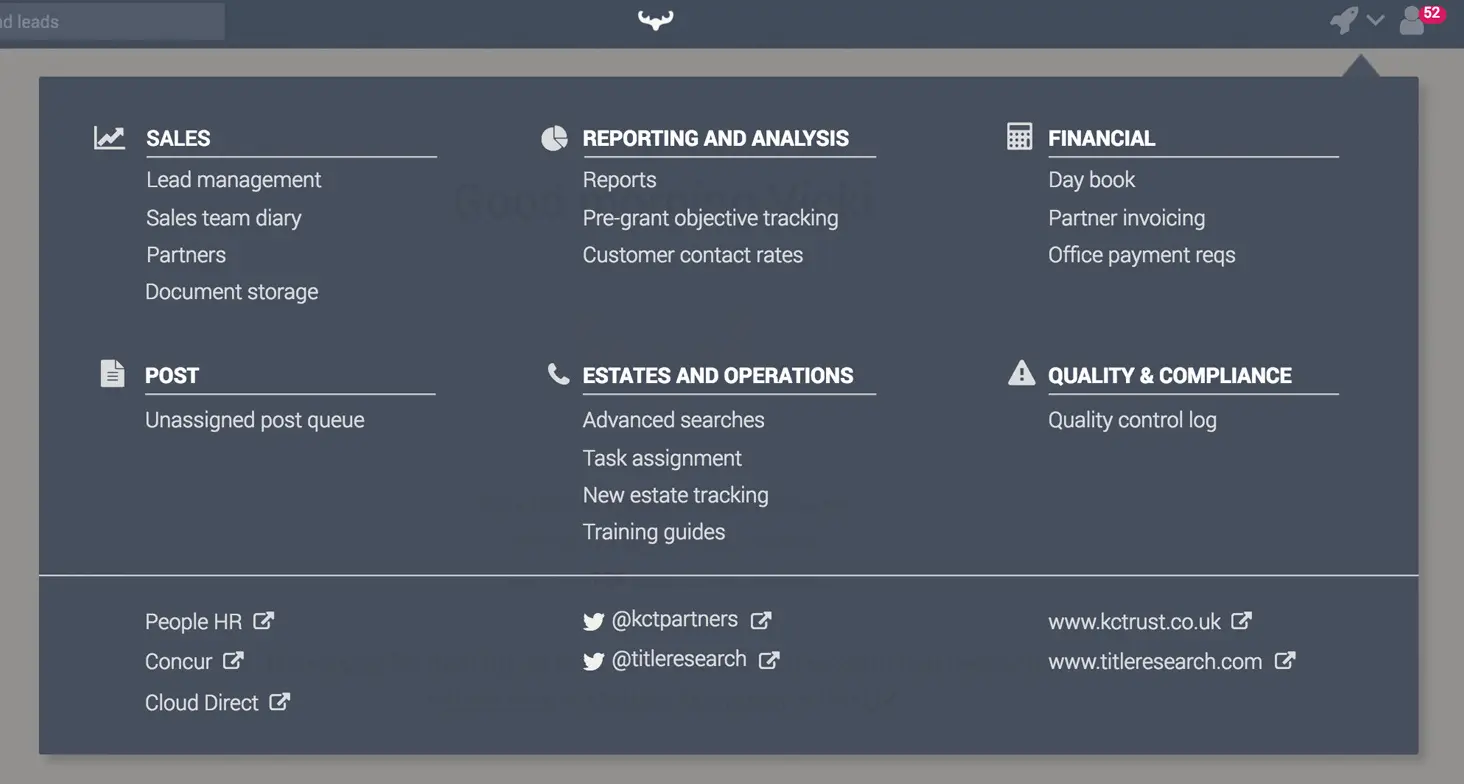 nd leads
52
SALES
Lead management
Sales team diary
Partners
Document storage
REPORTING AND ANALYSIS
Reports
Pre-grant objective tracking
Customer contact rates
FINANCIAL
Day book
Partner invoicing
Office payment reqs
POST
Unassigned post queue
ESTATES AND OPERATIONS
Advanced searches
Task assignment
New estate tracking
Training guides
QUALITY & COMPLIANCE
Quality control log
People HR
Concur
Cloud Direct
@kctpartners
@titleresearch
www.kctrust.co.uk
www.titleresearch.com